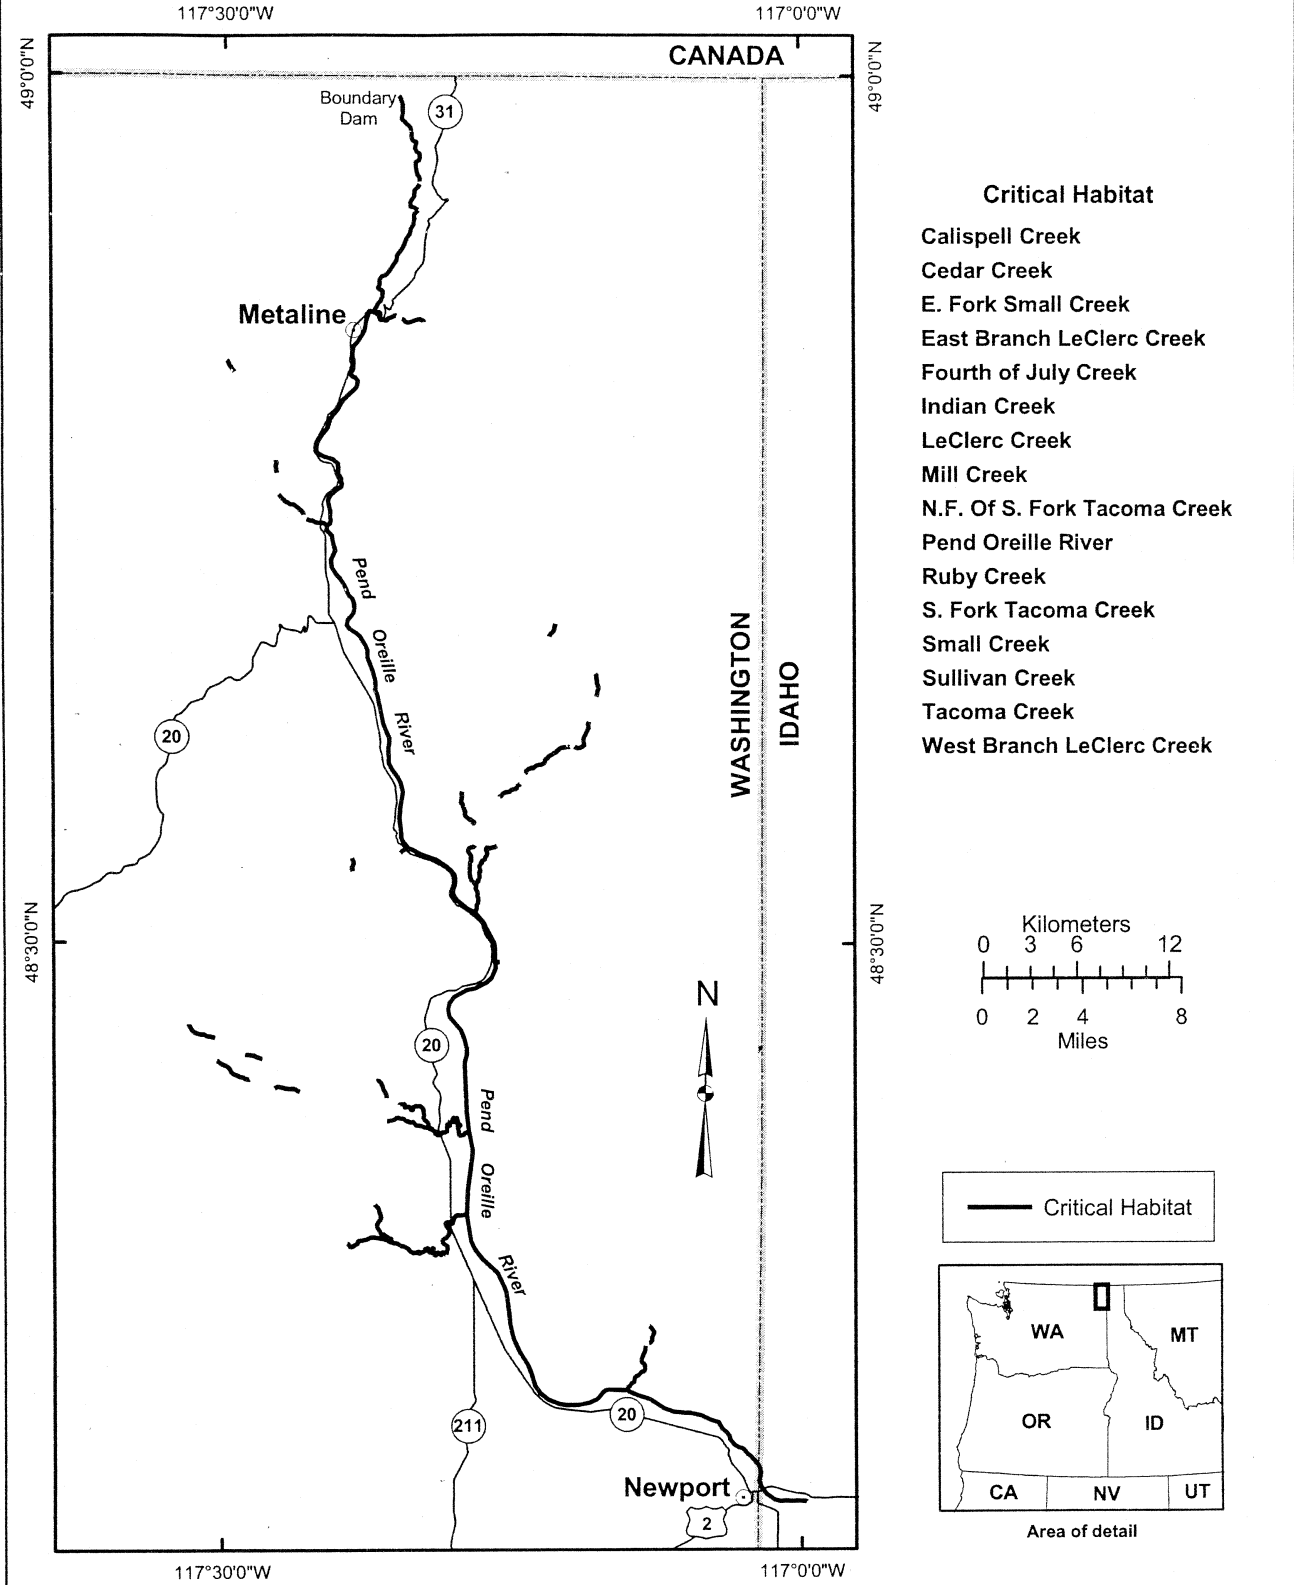 117°30'0"W
117°0'0"W
49°0'0"N
49°0'0"N
CANADA
Boundary
Dam
31
Metaline
Pend
Oreille
River
20
WASHINGTON
IDAHO
48°30'0"N
48°30'0"N
N
20
Pend
Oreille
River
20
211
Newport
2
117°30'0"W
117°0'0"W
Critical Habitat
Calispell Creek
Cedar Creek
E. Fork Small Creek
East Branch LeClerc Creek
Fourth of July Creek
Indian Creek
LeClerc Creek
Mill Creek
N.F. Of S. Fork Tacoma Creek
Pend Oreille River
Ruby Creek
S. Fork Tacoma Creek
Small Creek
Sullivan Creek
Tacoma Creek
West Branch LeClerc Creek
Kilometers
0 3 6 12
0 2 4 8
Miles
Critical Habitat
WA
MT
OR
ID
CA
NV
UT
Area of detail